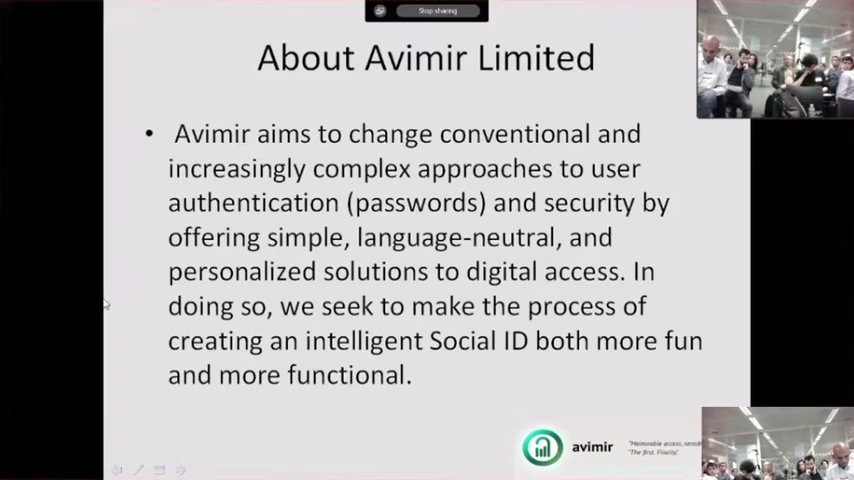 Stop sharing
About Avimir Limited
• Avimir aims to change conventional and
increasingly complex approaches to user
authentication (passwords) and security by
offering simple, language-neutral, and
personalized solutions to digital access. In
doing so, we seek to make the process of
creating an intelligent Social ID both more fun
and more functional.
avimir
"Memorable access, sensib
"The first. Finally."